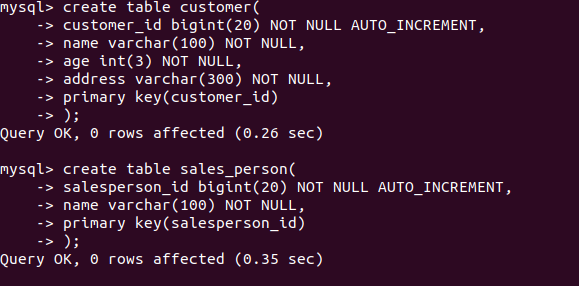 mysql> create table customer(
    -> customer_id bigint(20) NOT NULL AUTO_INCREMENT,
    -> name varchar(100) NOT NULL,
    -> age int(3) NOT NULL,
    -> address varchar(300) NOT NULL,
    -> primary key(customer_id)
    -> );
Query OK, 0 rows affected (0.26 sec)

mysql> create table sales_person(
    -> salesperson_id bigint(20) NOT NULL AUTO_INCREMENT,
    -> name varchar(100) NOT NULL,
    -> primary key(salesperson_id)
    -> );
Query OK, 0 rows affected (0.35 sec)